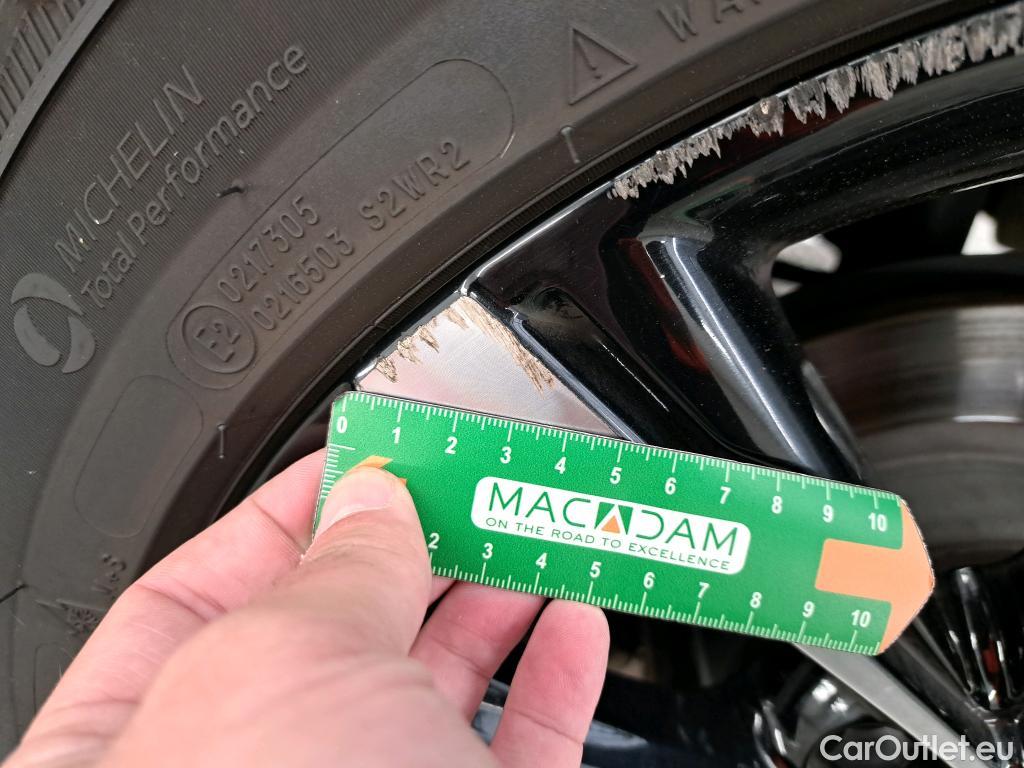 WA
MICHELIN
Total Performance
E2
0217305
0216503 S2WR2
M+S
0 1 2 3 4 5 6 7 8 9 10
MACADAM
ON THE ROAD TO EXCELLENCE
2 3 4 5 6 7 8 9 10
CarOutlet.eu